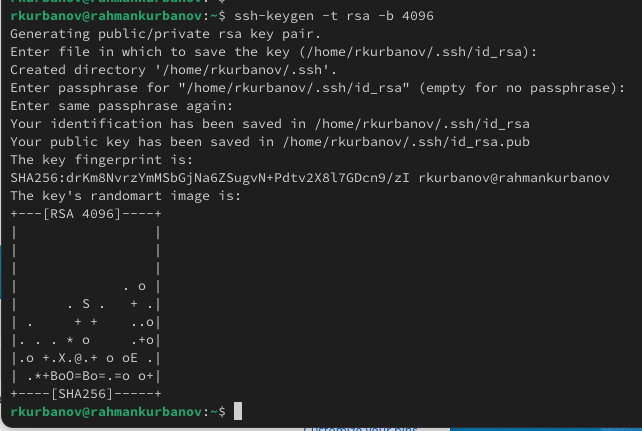 rkurbanov@rahmankurbanov:~$ ssh-keygen -t rsa -b 4096
Generating public/private rsa key pair.
Enter file in which to save the key (/home/rkurbanov/.ssh/id_rsa):
Created directory '/home/rkurbanov/.ssh'.
Enter passphrase for "/home/rkurbanov/.ssh/id_rsa" (empty for no passphrase):
Enter same passphrase again:
Your identification has been saved in /home/rkurbanov/.ssh/id_rsa
Your public key has been saved in /home/rkurbanov/.ssh/id_rsa.pub
The key fingerprint is:
SHA256:drKm8NvrzYmMSbGjNa6ZSugvN+Pdtv2X8l7GDcn9/zI rkurbanov@rahmankurbanov
The key's randomart image is:
+---[RSA 4096]----+
|                 |
|                 |
|                 |
|             . o |
|      . S .   + .|
| .     + +    ..o|
|. . . * o     .+o|
|.o +.X.@.+ o oE .|
| .*+BoO=Bo=.=o o+|
+----[SHA256]-----+
rkurbanov@rahmankurbanov:~$
Customize your pins